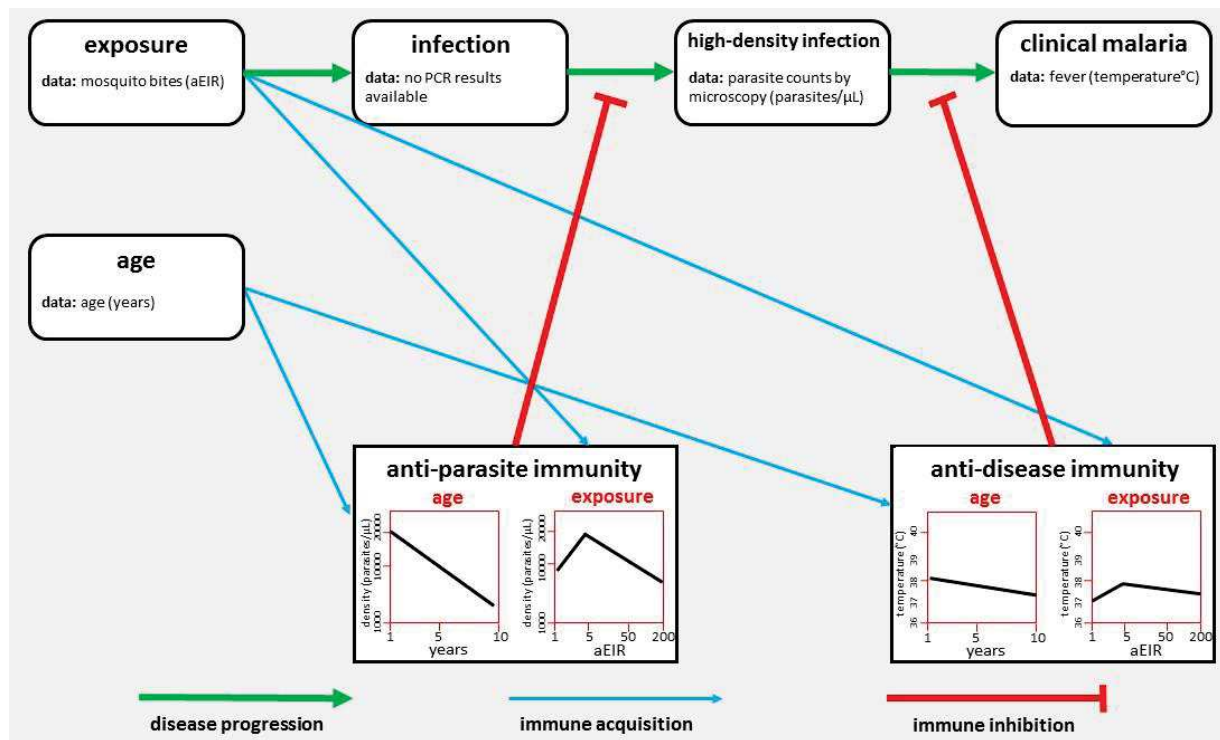 exposure
data: mosquito bites (aEIR)
infection
data: no PCR results
available
high-density infection
data: parasite counts by
microscopy (parasites/µL)
clinical malaria
data: fever (temperature°C)
age
data: age (years)
anti-parasite immunity
age
density (parasites/µL)
20000
10000
1000
1
5
10
years
exposure
density (parasites/µL)
20000
10000
1000
1
5
50
200
aEIR
anti-disease immunity
age
temperature (°C)
40
39
38
37
36
1
5
10
years
exposure
temperature (°C)
40
39
38
37
36
1
5
50
200
aEIR
disease progression
immune acquisition
immune inhibition